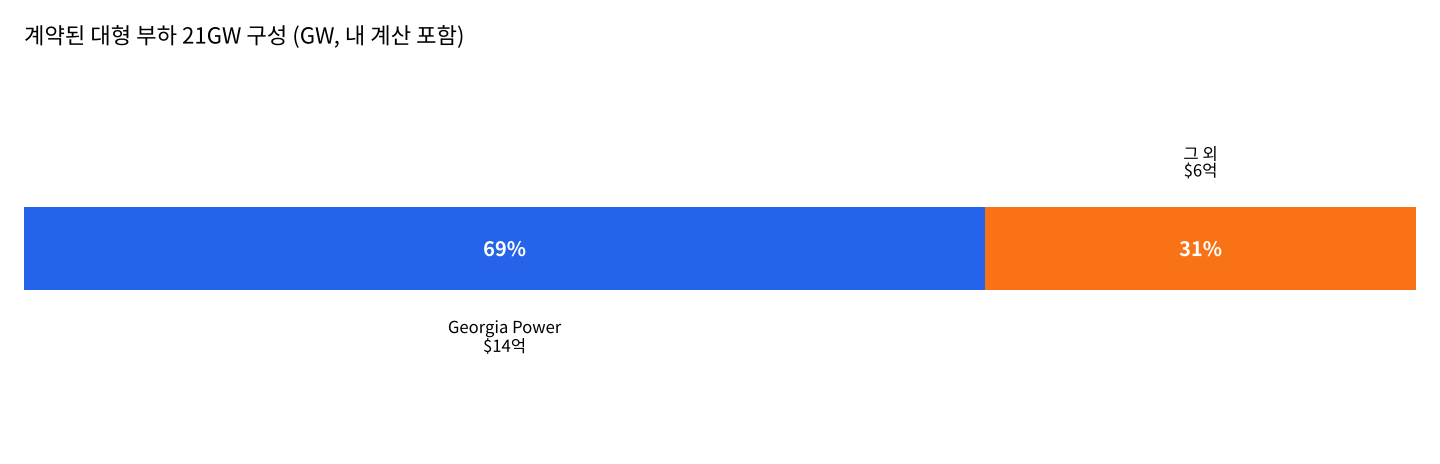 계약된 대형 부하 21GW 구성 (GW, 내 계산 포함)
그 외
$6억
69%
31%
Georgia Power
$14억